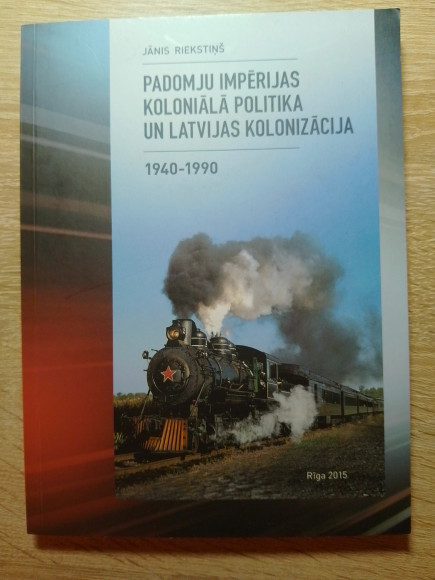 JĀNIS RIEKSTIŅŠ
PADOMJU IMPĒRIJAS
KOLONIĀLĀ POLITIKA
UN LATVIJAS KOLONIZĀCIJA
1940-1990
Rīga 2015